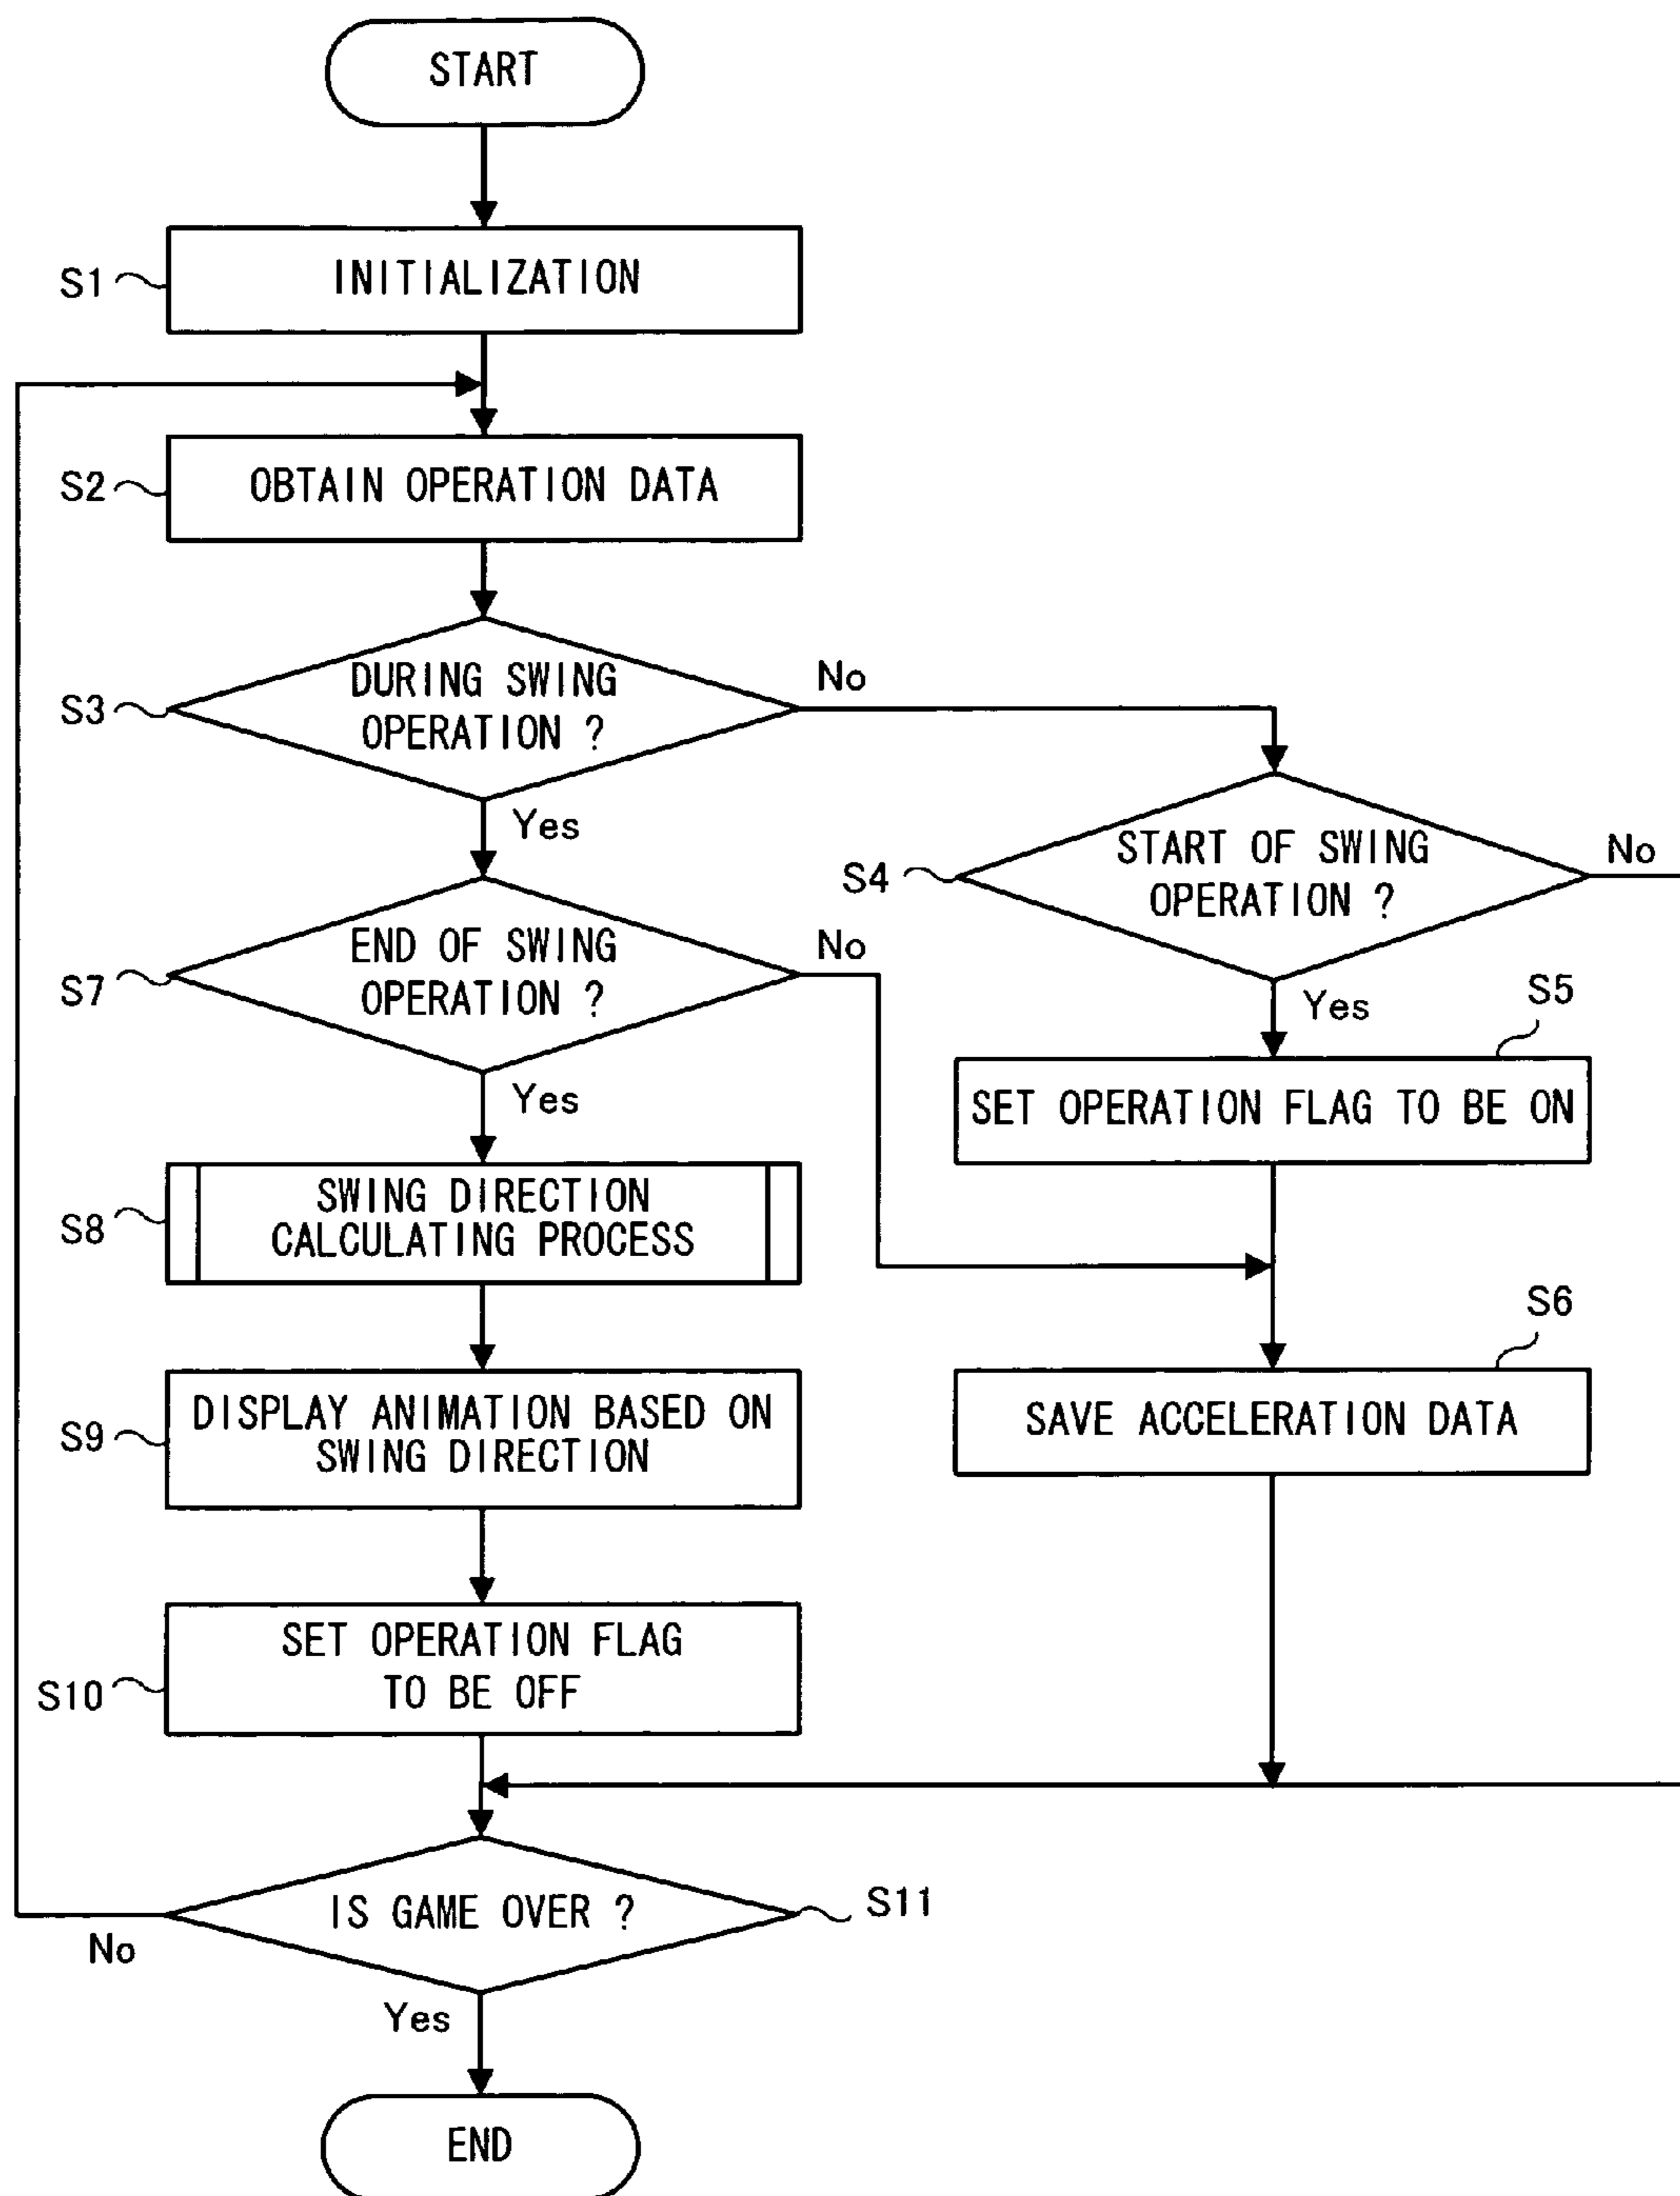 START
S1
INITIALIZATION
S2
OBTAIN OPERATION DATA
S3
DURING SWING
OPERATION ?
No
Yes
S4
START OF SWING
OPERATION ?
No
Yes
S7
END OF SWING
OPERATION ?
No
Yes
S5
SET OPERATION FLAG TO BE ON
S8
SWING DIRECTION
CALCULATING PROCESS
S6
SAVE ACCELERATION DATA
S9
DISPLAY ANIMATION BASED ON
SWING DIRECTION
S10
SET OPERATION FLAG
TO BE OFF
IS GAME OVER ?
S11
No
Yes
END